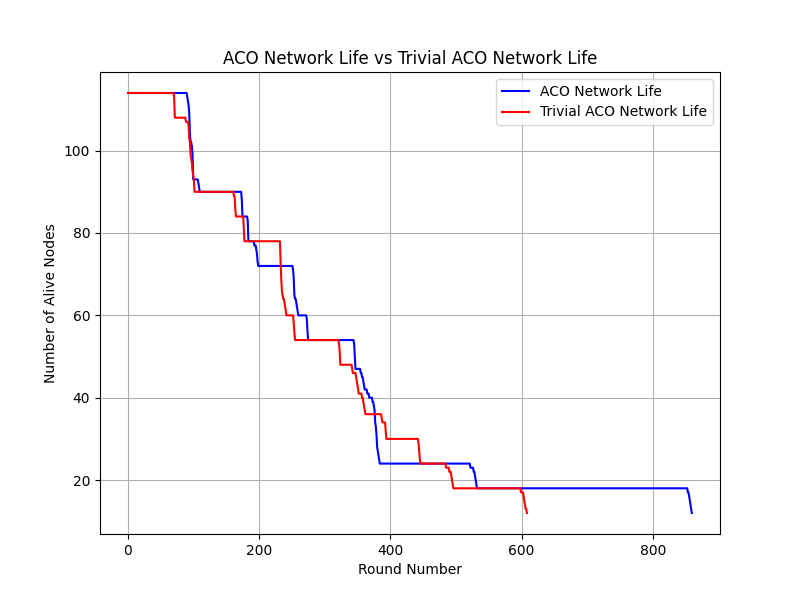 ACO Network Life vs Trivial ACO Network Life
ACO Network Life
Trivial ACO Network Life
Number of Alive Nodes
100
80
60
40
20
0
200
400
600
800
Round Number